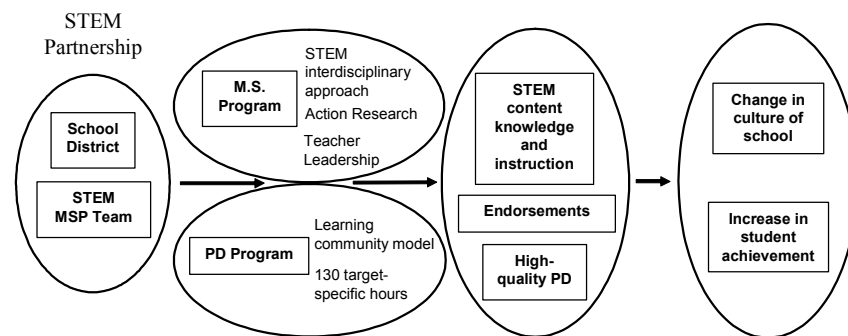 STEM
Partnership
School
District
STEM
MSP Team
M.S.
Program
STEM
interdisciplinary
approach
Action Research
Teacher
Leadership
PD Program
Learning
community model
130 target-
specific hours
STEM
content
knowledge
and
instruction
Endorsements
High-
quality PD
Change in
culture of
school
Increase in
student
achievement